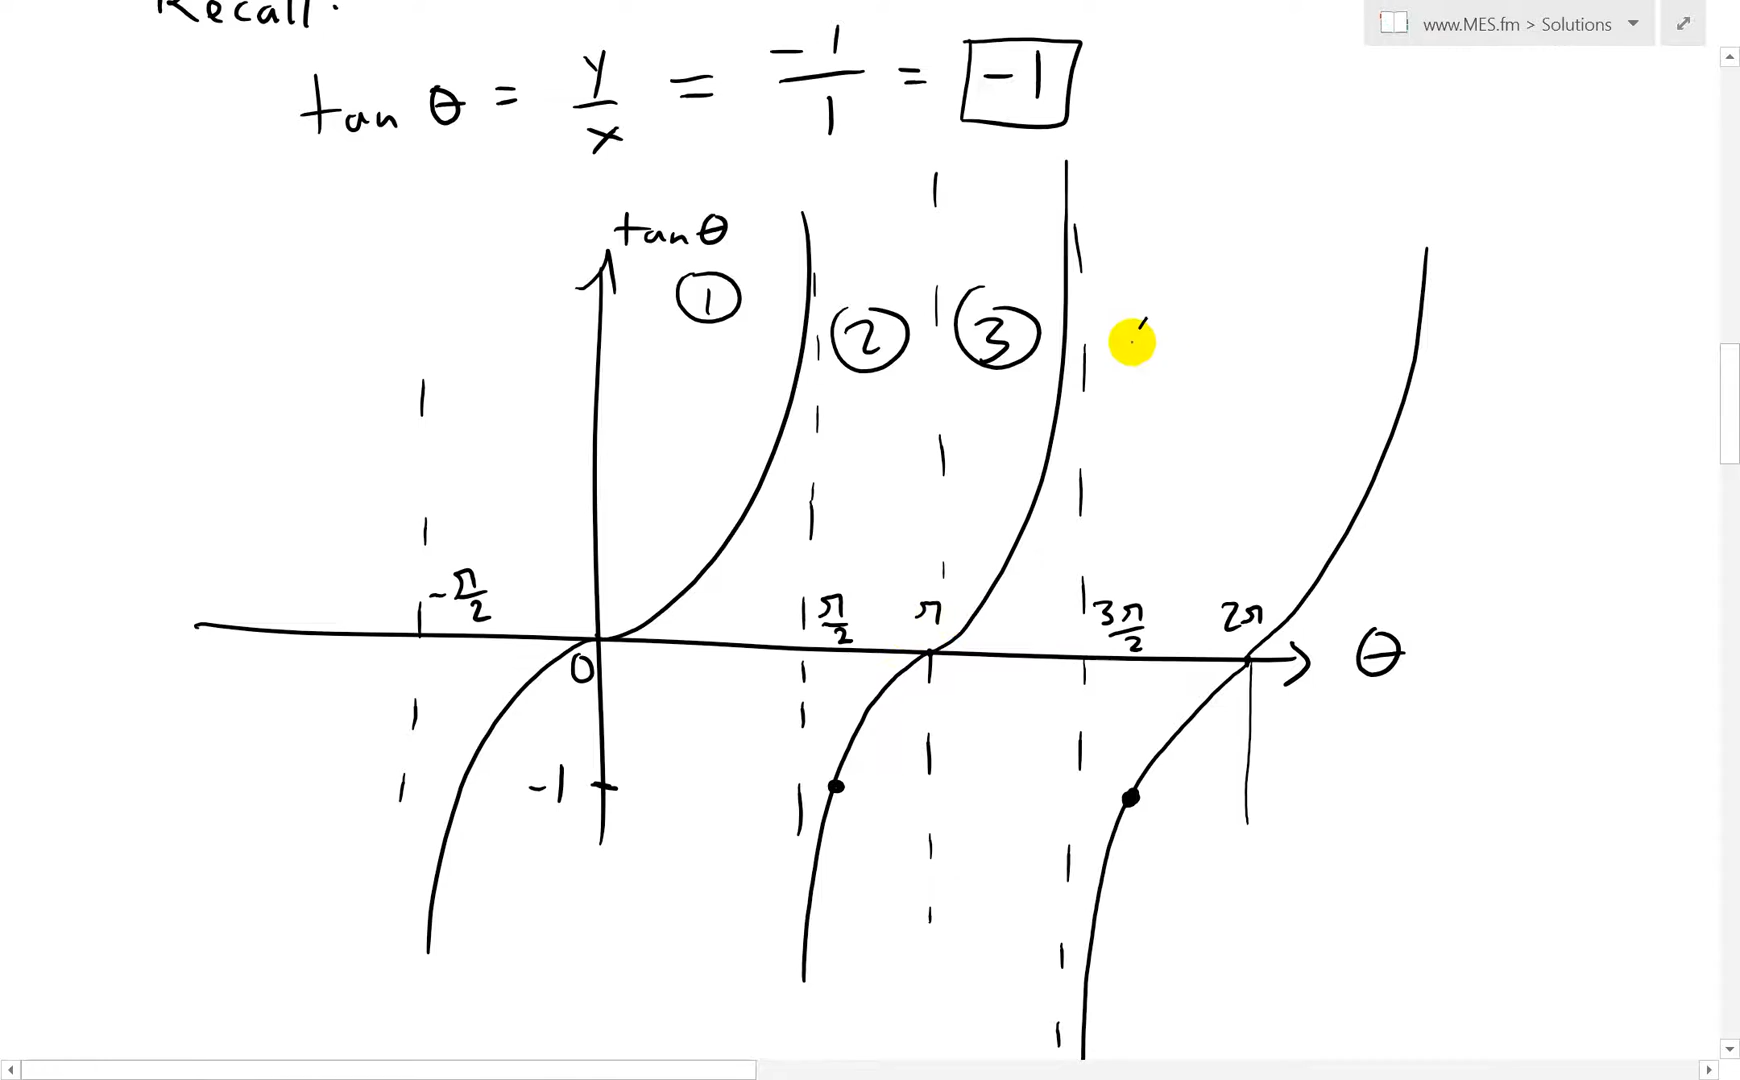 Recall:
www.MES.fm > Solutions
tan θ = y/x = -1/1 = -1
tan θ
1
2
3
-π/2
0
π/2
π
3π/2
2π
θ
-1